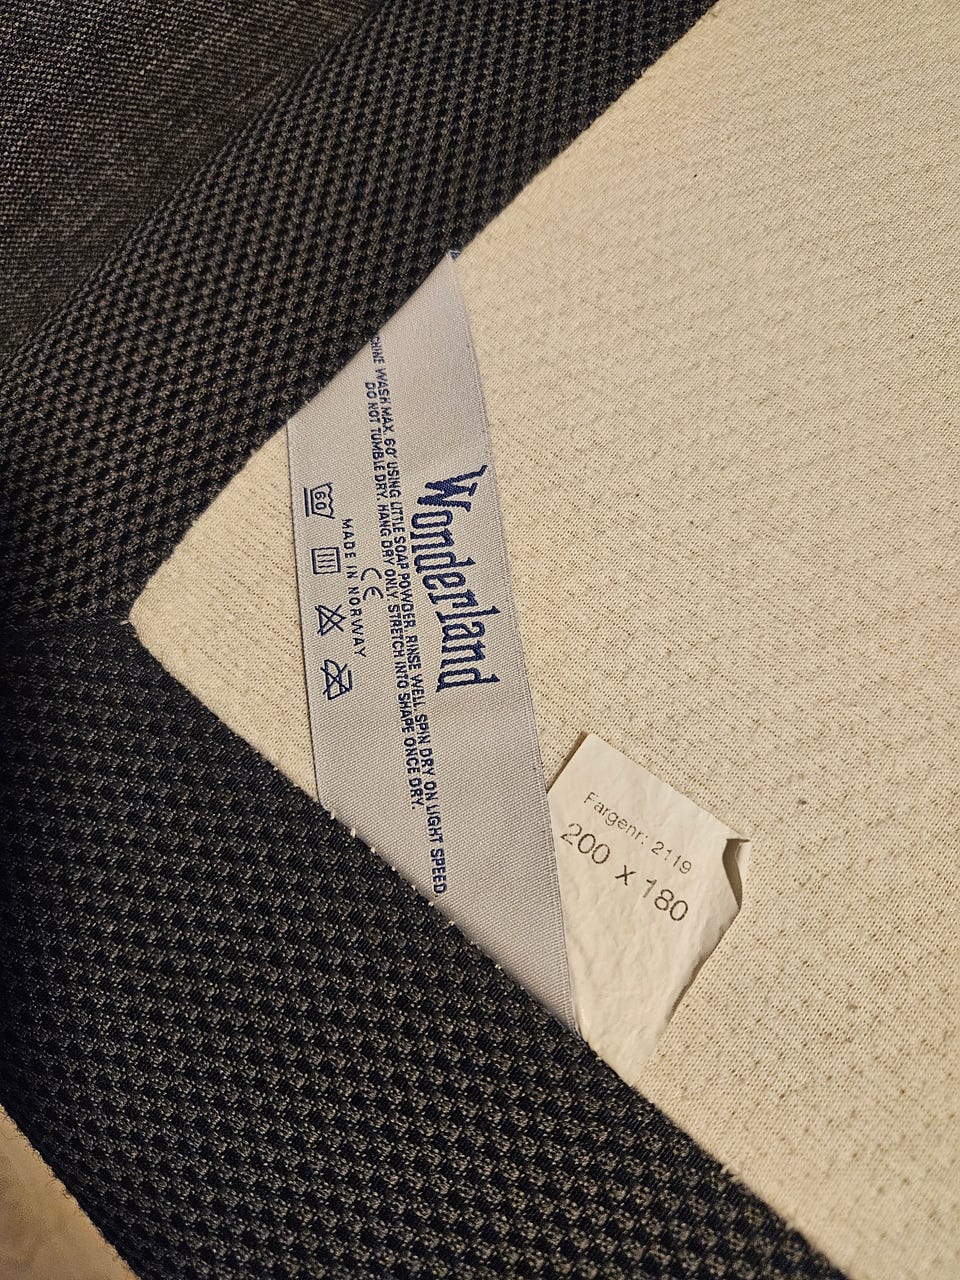 Wonderland
WASH MAX. 60° USING LITTLE SOAP POWDER. RINSE WELL. SPIN DRY ON LIGHT SPEED.
DO NOT TUMBLE DRY. HANG DRY ONLY. STRETCH INTO SHAPE ONCE DRY.
CE
MADE IN NORWAY
60
Fargenr: 2119
200 x 180